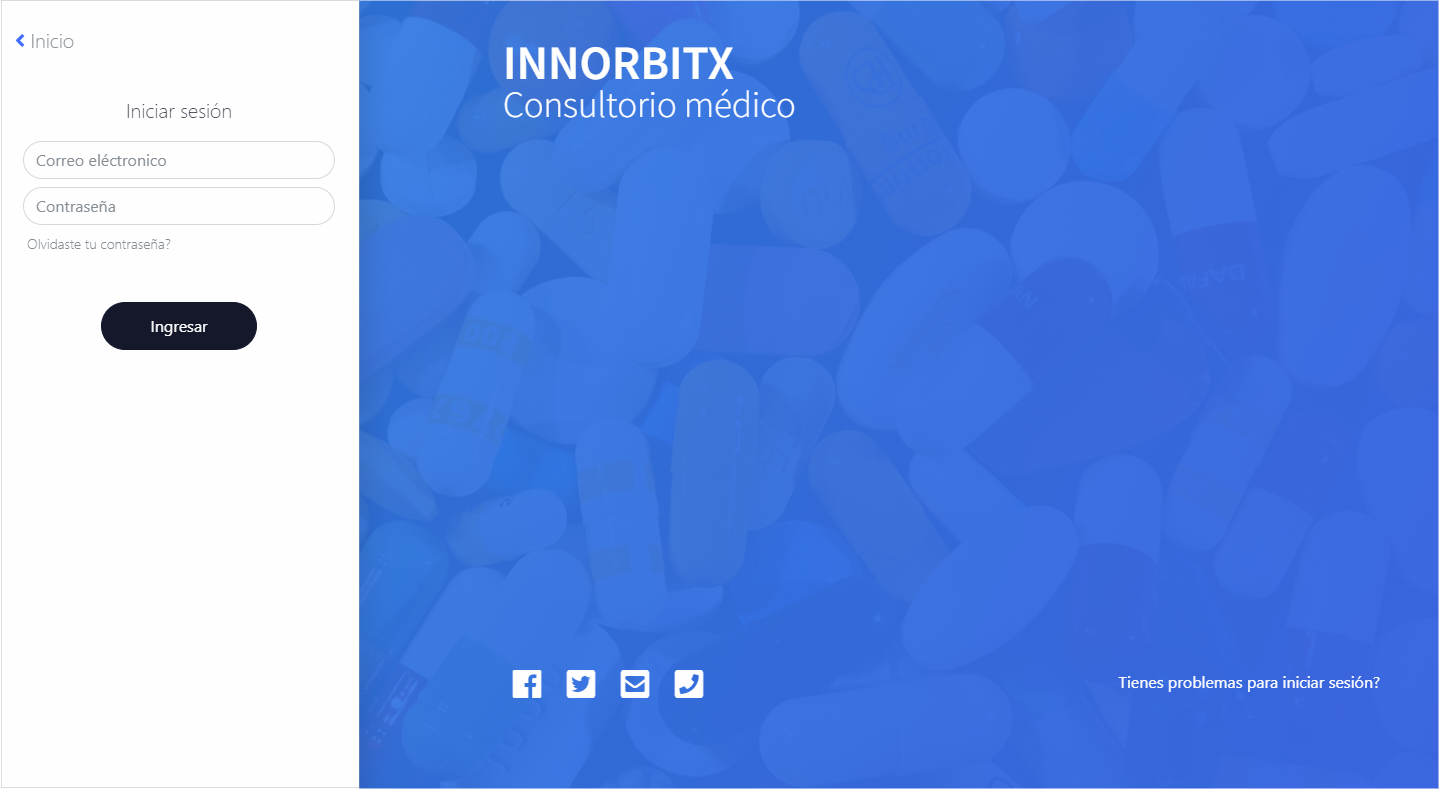 Inicio
Iniciar sesión
Correo eléctronico
Contraseña
Olvidaste tu contraseña?
Ingresar
INNORBITX
Consultorio médico
Tienes problemas para iniciar sesión?